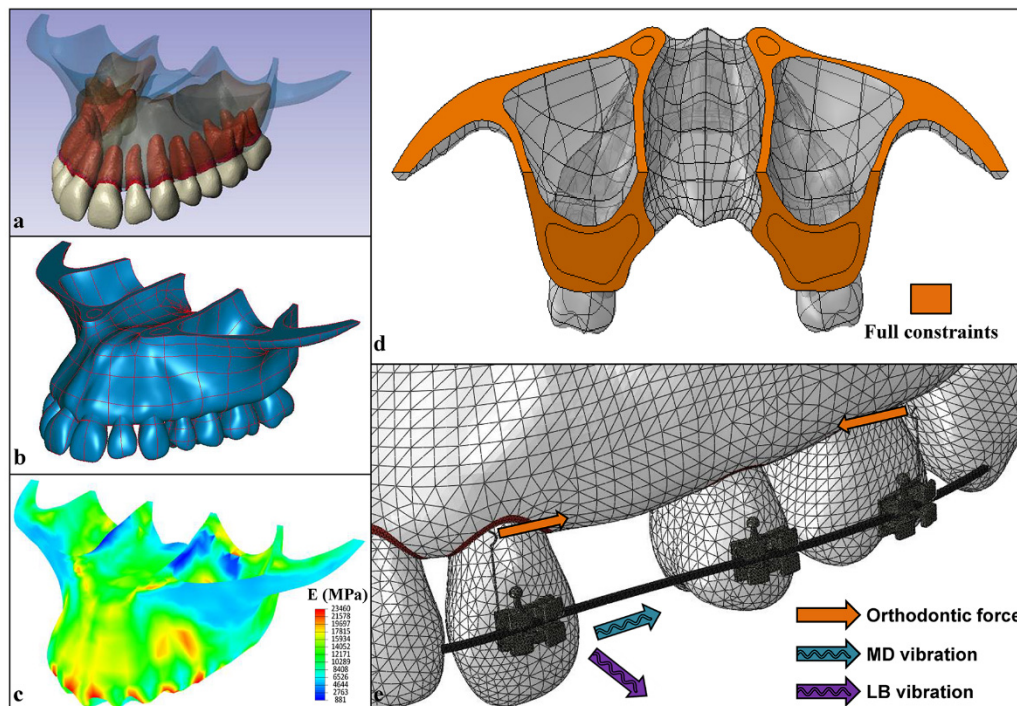 a
b
c
E (MPa)
23460
21578
19697
17815
15934
14052
12171
10289
8408
6526
4644
2763
881
d
Full constraints
e
Orthodontic force
MD vibration
LB vibration